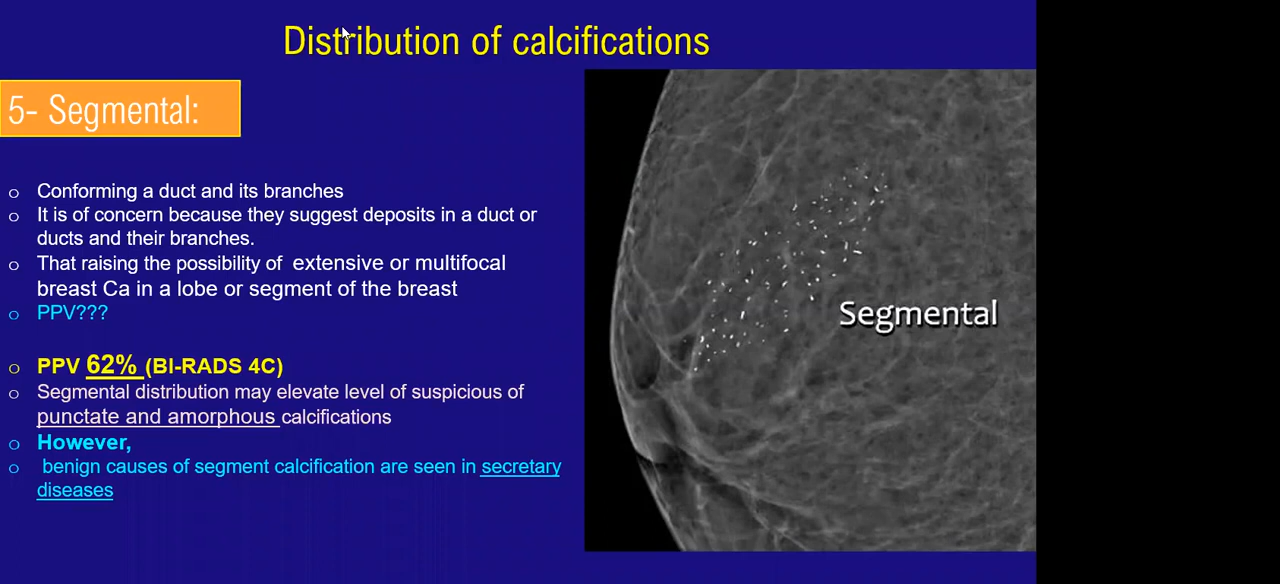 Distribution of calcifications
5- Segmental:
o Conforming a duct and its branches
o It is of concern because they suggest deposits in a duct or
ducts and their branches.
o That raising the possibility of extensive or multifocal
breast Ca in a lobe or segment of the breast
o PPV???
o PPV 62% (BI-RADS 4C)
o Segmental distribution may elevate level of suspicious of
punctate and amorphous calcifications
o However,
o benign causes of segment calcification are seen in secretary
diseases
Segmental